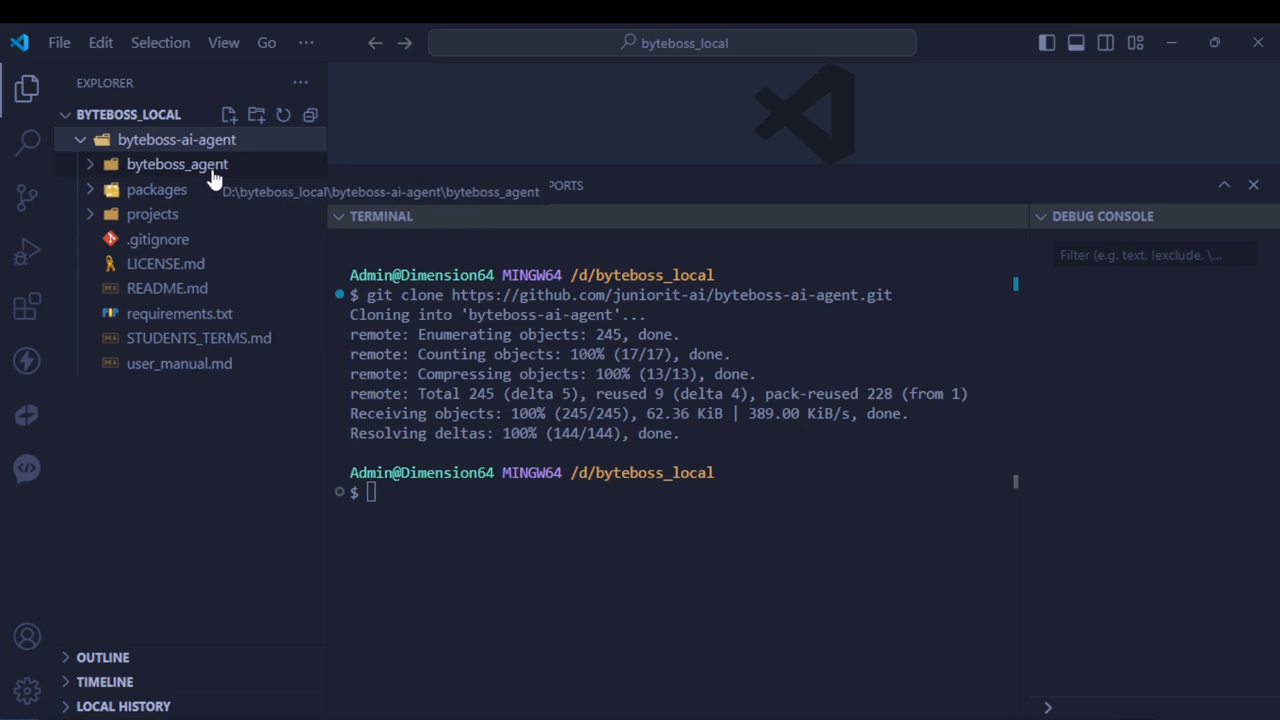 File Edit Selection View Go ···
byteboss_local
EXPLORER ···
BYTEBOSS_LOCAL
byteboss-ai-agent
byteboss_agent
packages
projects
.gitignore
LICENSE.md
README.md
requirements.txt
STUDENTS_TERMS.md
user_manual.md
OUTLINE
TIMELINE
LOCAL HISTORY
D:\byteboss_local\byteboss-ai-agent\byteboss_agent
PORTS
TERMINAL
Admin@Dimension64 MINGW64 /d/byteboss_local
$ git clone https://github.com/juniorit-ai/byteboss-ai-agent.git
Cloning into 'byteboss-ai-agent'...
remote: Enumerating objects: 245, done.
remote: Counting objects: 100% (17/17), done.
remote: Compressing objects: 100% (13/13), done.
remote: Total 245 (delta 5), reused 9 (delta 4), pack-reused 228 (from 1)
Receiving objects: 100% (245/245), 62.36 KiB | 389.00 KiB/s, done.
Resolving deltas: 100% (144/144), done.
Admin@Dimension64 MINGW64 /d/byteboss_local
$
DEBUG CONSOLE
Filter (e.g. text, !exclude, \...